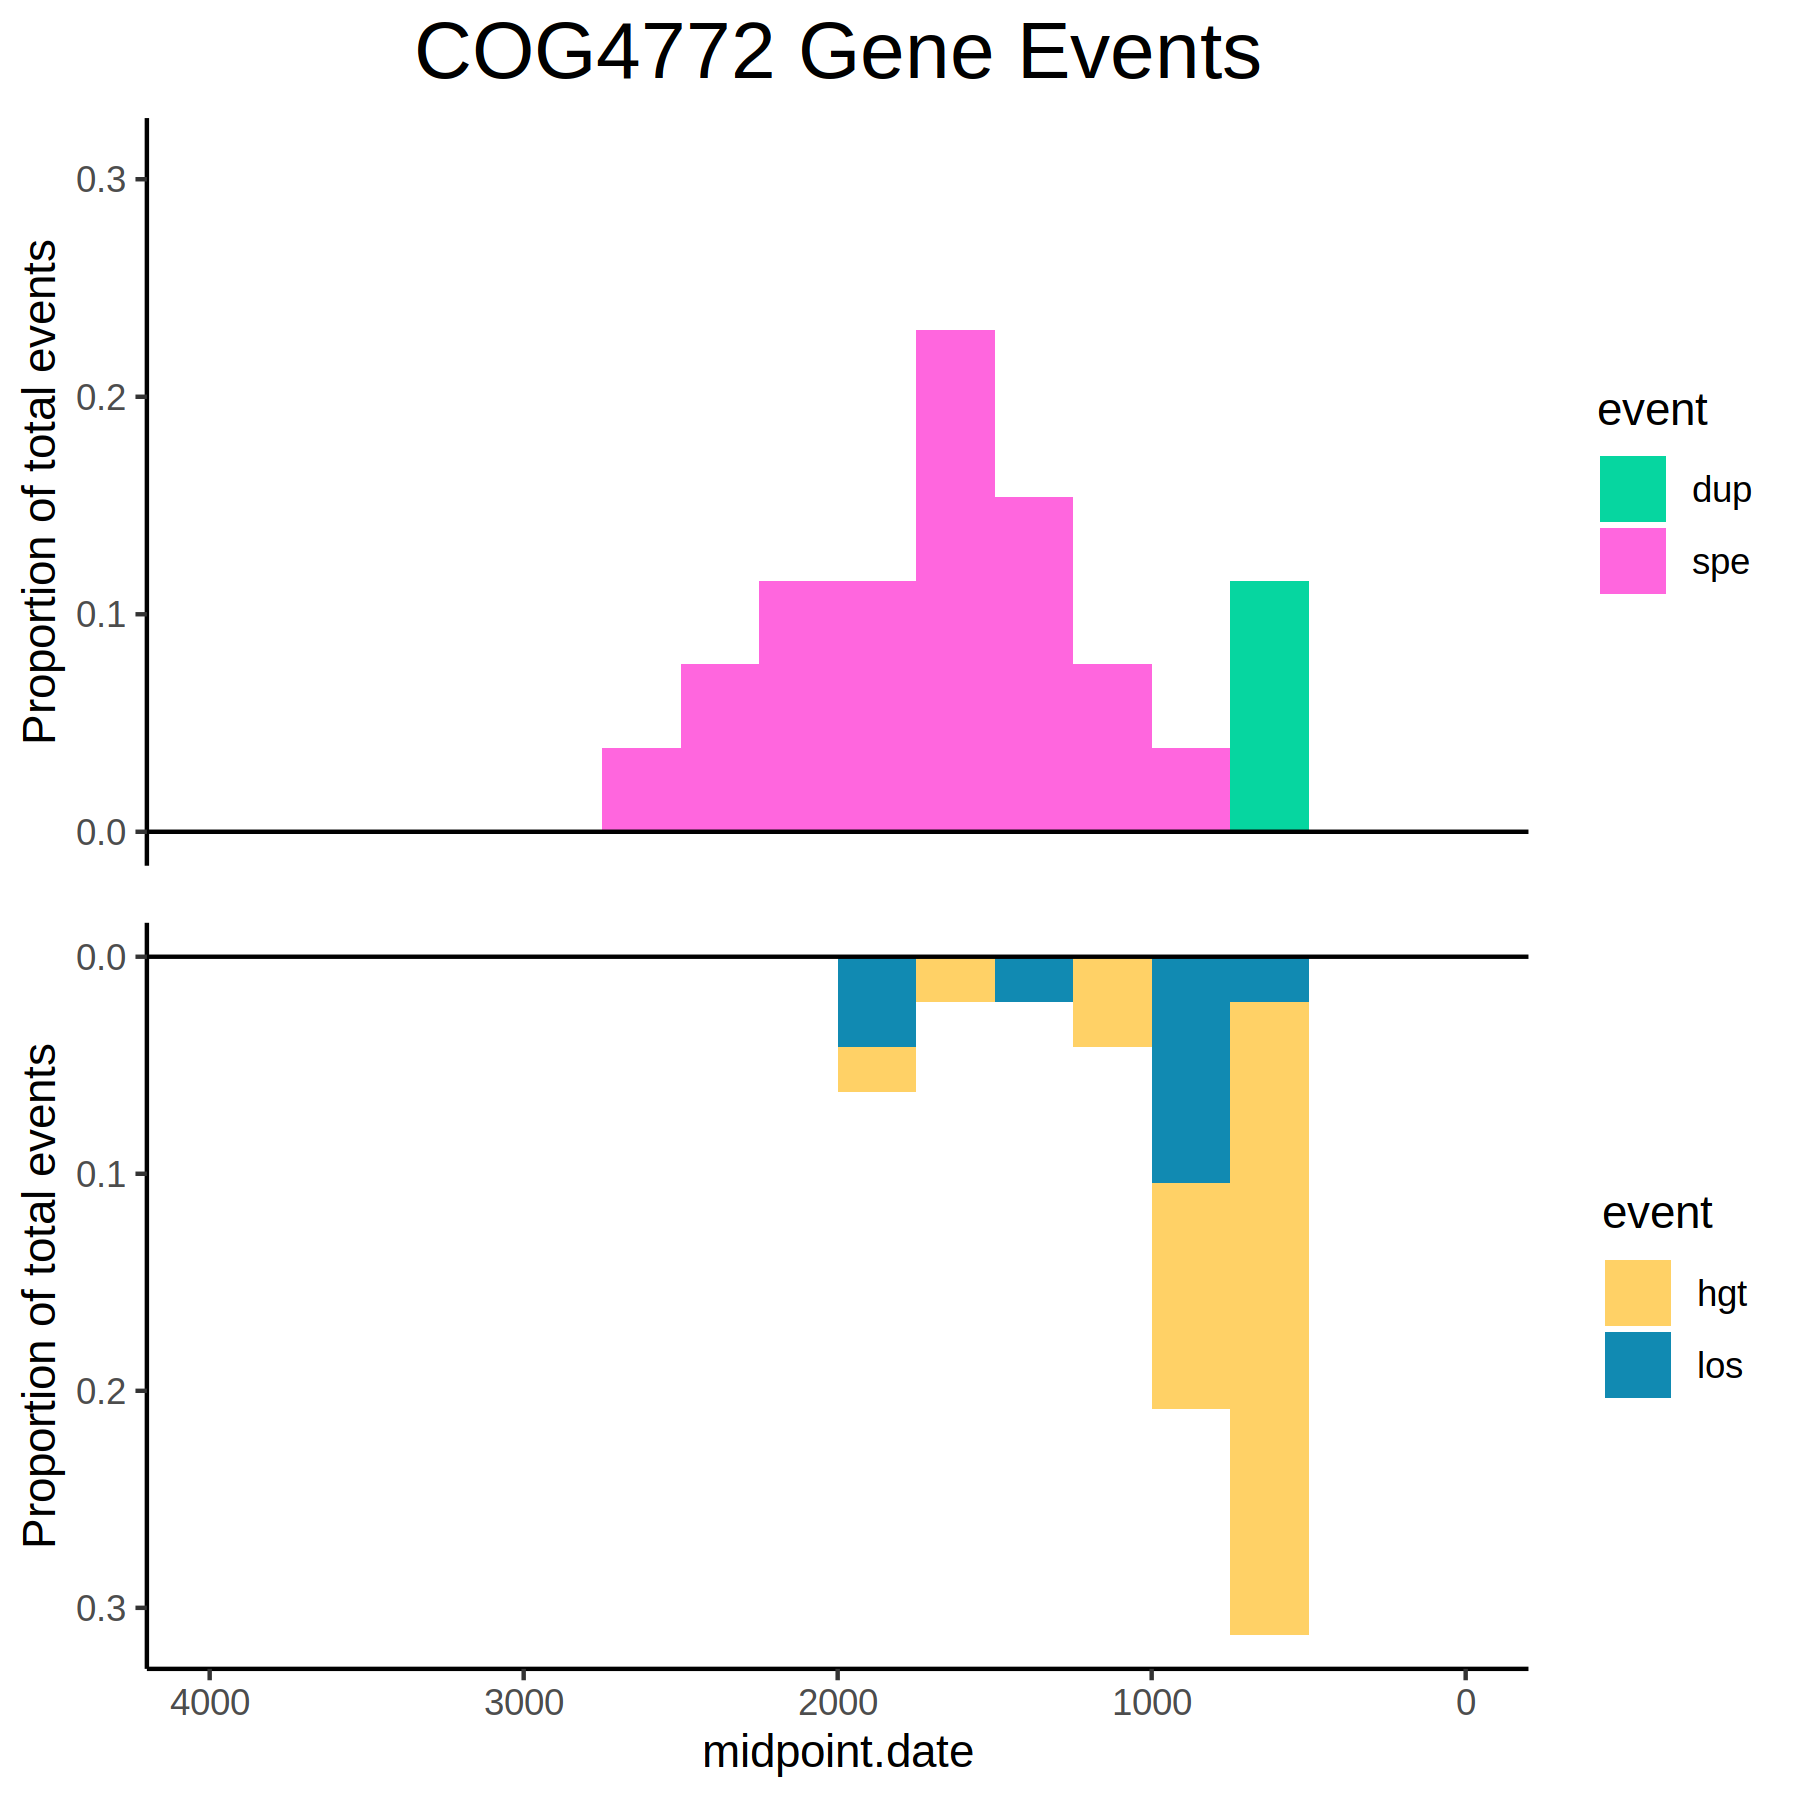 COG4772 Gene Events
Proportion of total events
0.3
0.2
0.1
0.0
event
dup
spe
Proportion of total events
0.0
0.1
0.2
0.3
event
hgt
los
4000 3000 2000 1000 0
midpoint.date